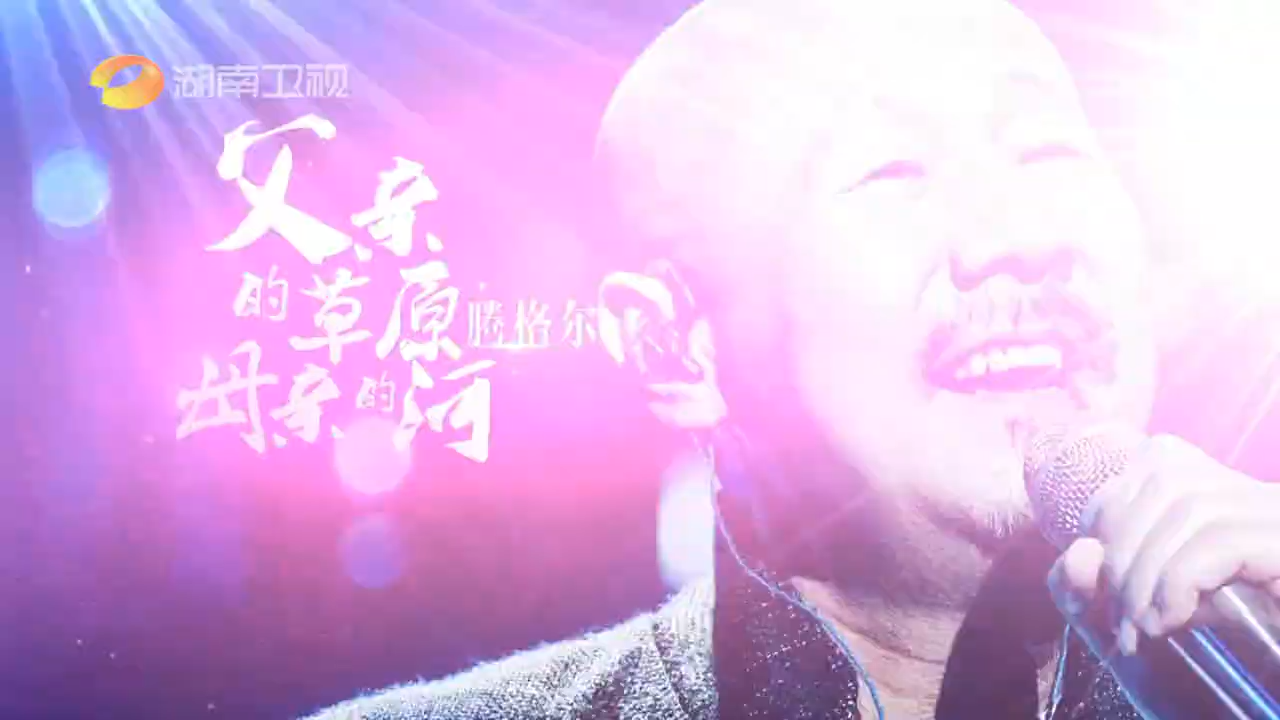 湖南卫视
父亲
的草原
母亲的河
腾格尔